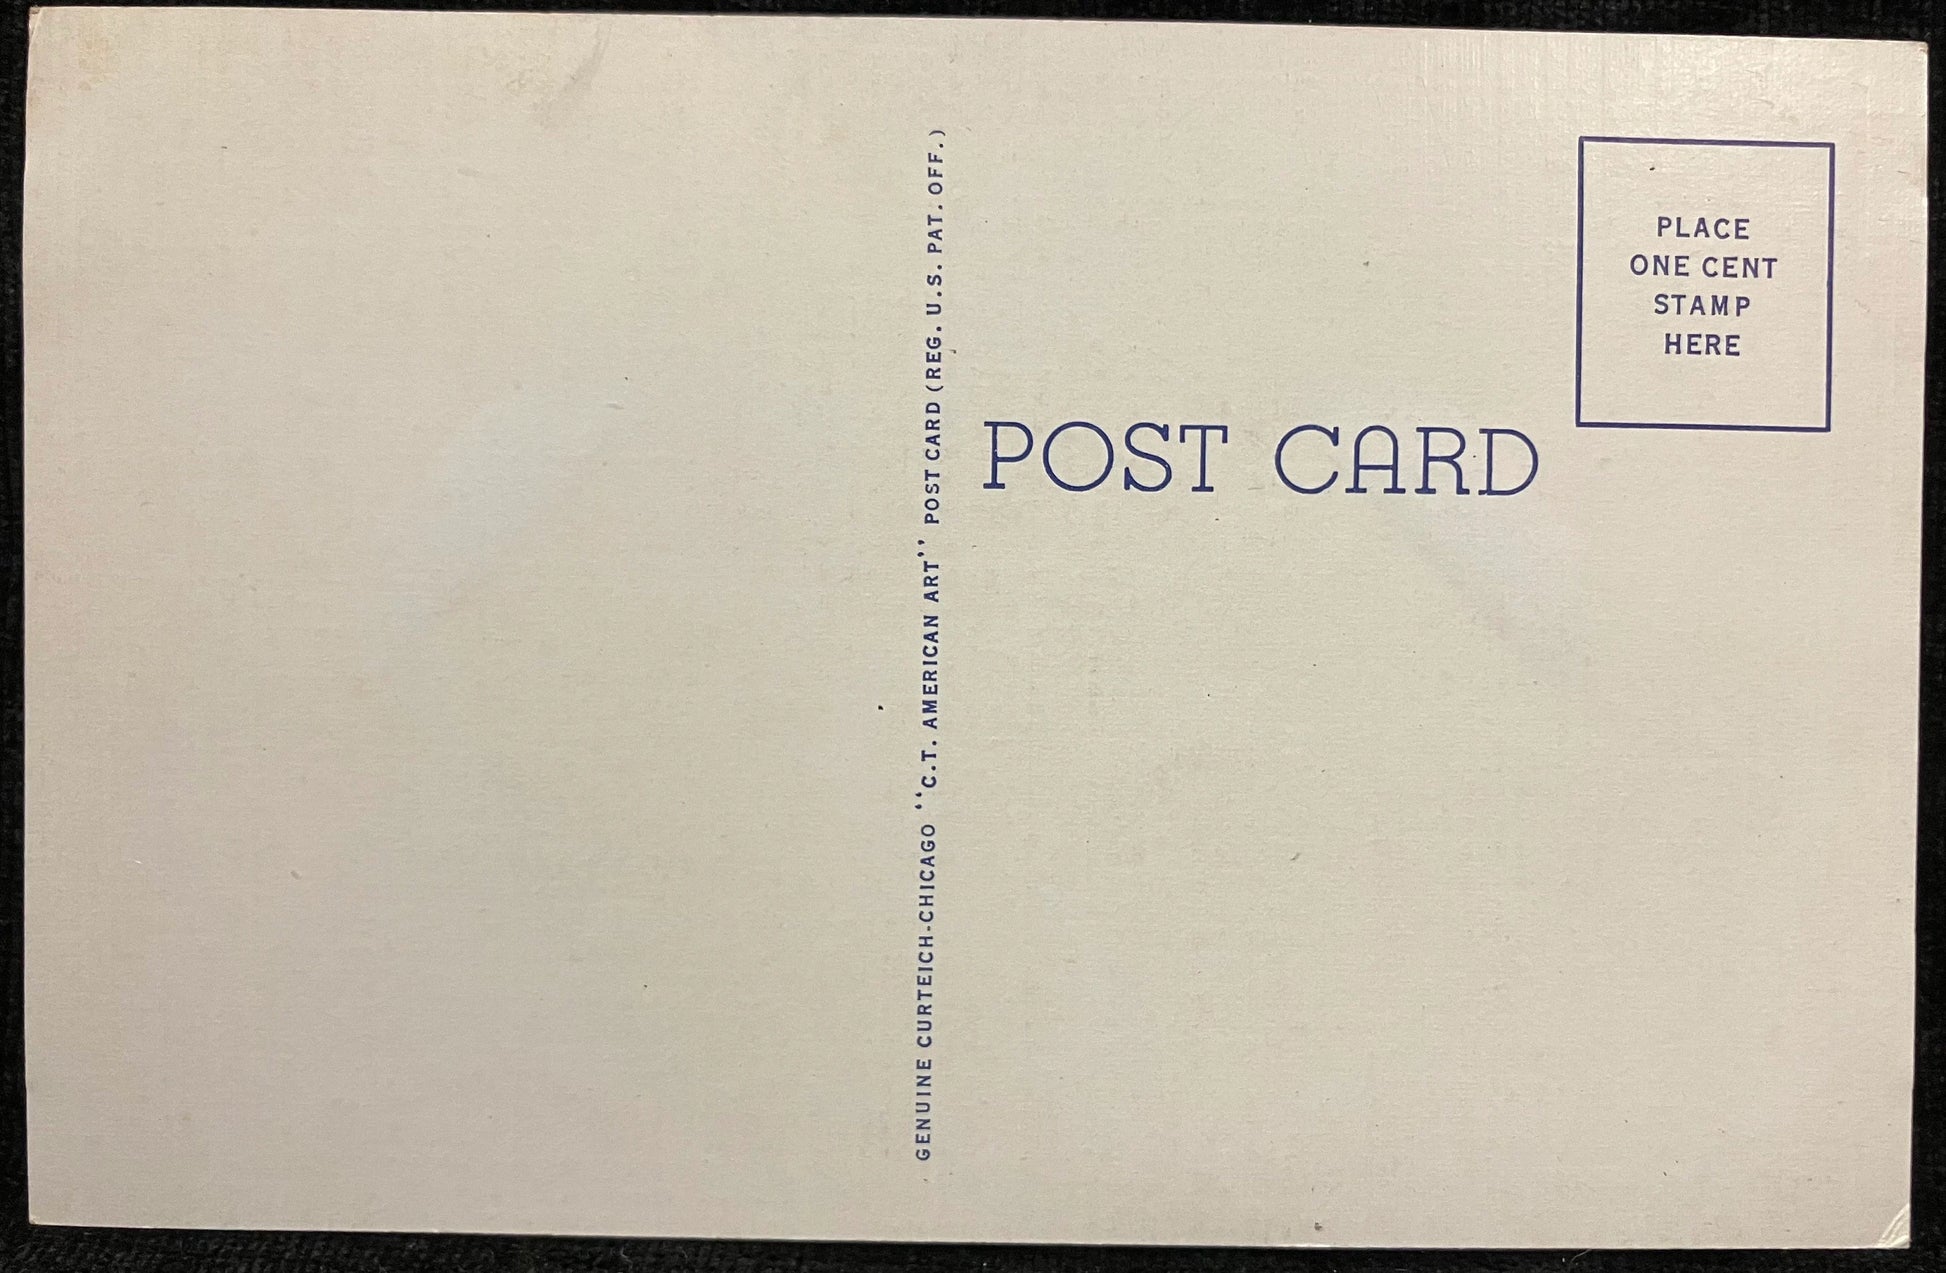 GENUINE CURTEICH-CHICAGO "C.T. AMERICAN ART" POST CARD (REG. U.S. PAT. OFF.)
POST CARD
PLACE
ONE CENT
STAMP
HERE